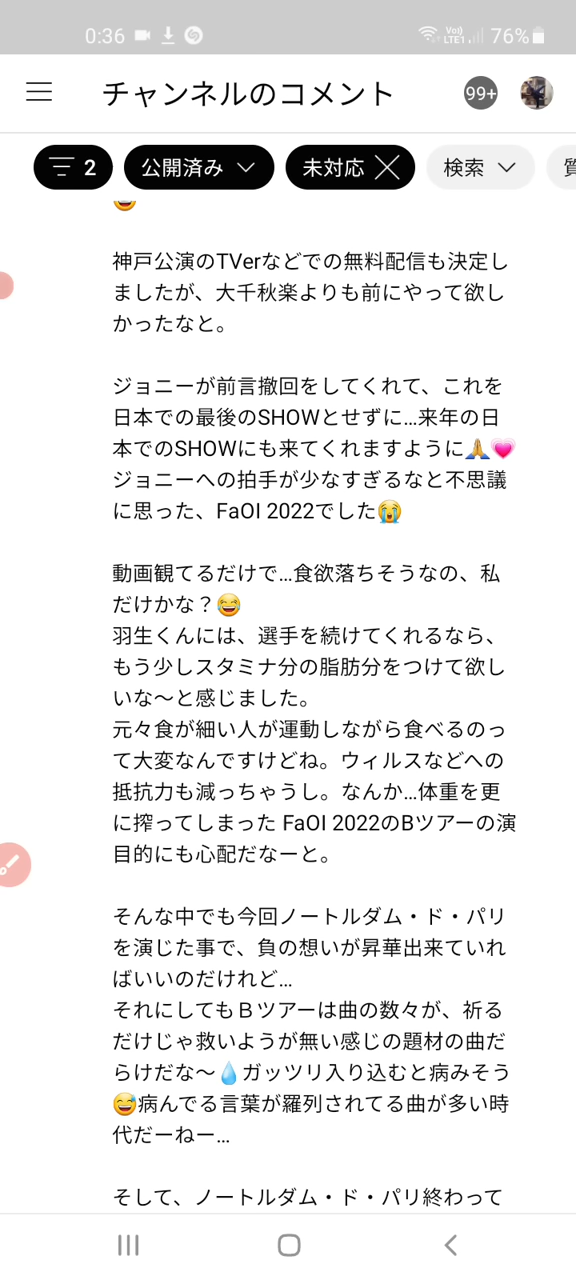 0:36
Vo)) LTE1 76%
チャンネルのコメント
99+
2 公開済み 未対応 検索
神戸公演のTVerなどでの無料配信も決定し
ましたが、大千秋楽よりも前にやって欲し
かったなと。
ジョニーが前言撤回をしてくれて、これを
日本での最後のSHOWとせずに…来年の日
本でのSHOWにも来てくれますように🙏💗
ジョニーへの拍手が少なすぎるなと不思議
に思った、FaOI 2022でした😭
動画観てるだけで…食欲落ちそうなの、私
だけかな？😂
羽生くんには、選手を続けてくれるなら、
もう少しスタミナ分の脂肪分をつけて欲し
いな〜と感じました。
元々食が細い人が運動しながら食べるのっ
て大変なんですけどね。ウィルスなどへの
抵抗力も減っちゃうし。なんか…体重を更
に搾ってしまった FaOI 2022のBツアーの演
目的にも心配だなーと。
そんな中でも今回ノートルダム・ド・パリ
を演じた事で、負の想いが昇華出来ていれ
ばいいのだけれど…
それにしてもＢツアーは曲の数々が、祈る
だけじゃ救いようが無い感じの題材の曲だ
らけだな〜💧ガッツリ入り込むと病みそう
😅病んでる言葉が羅列されてる曲が多い時
代だーねー…
そして、ノートルダム・ド・パリ終わって